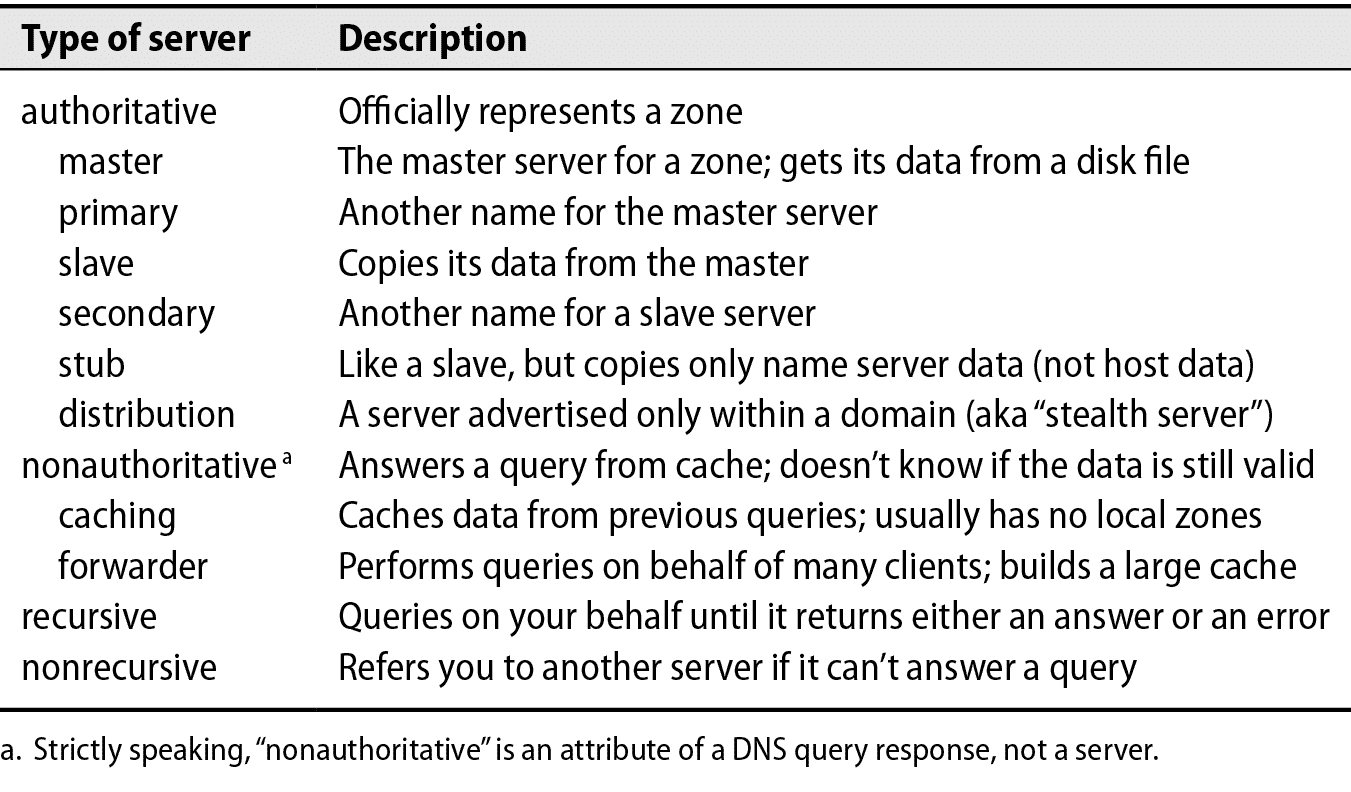 Type of server Description
authoritative Officially represents a zone
master The master server for a zone; gets its data from a disk file
primary Another name for the master server
slave Copies its data from the master
secondary Another name for a slave server
stub Like a slave, but copies only name server data (not host data)
distribution A server advertised only within a domain (aka “stealth server”)
nonauthoritative a Answers a query from cache; doesn’t know if the data is still valid
caching Caches data from previous queries; usually has no local zones
forwarder Performs queries on behalf of many clients; builds a large cache
recursive Queries on your behalf until it returns either an answer or an error
nonrecursive Refers you to another server if it can’t answer a query
a. Strictly speaking, “nonauthoritative” is an attribute of a DNS query response, not a server.